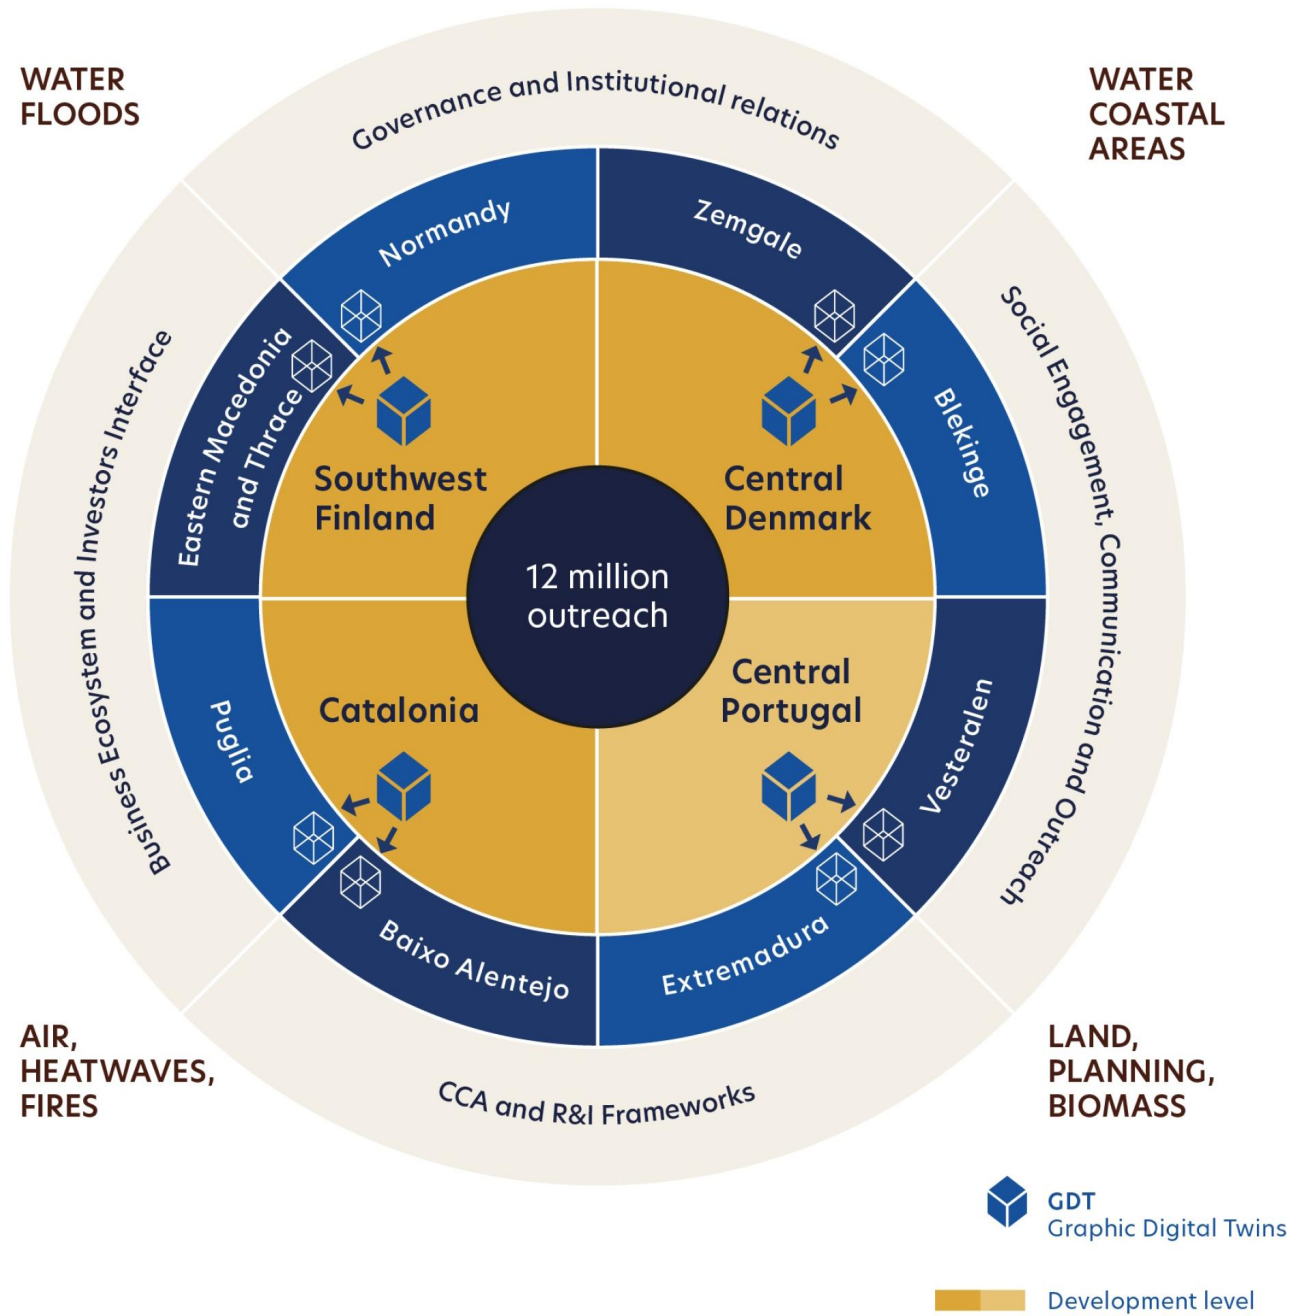 WATER
FLOODS
WATER
COASTAL
AREAS
Governance and Institutional relations
Normandy
Zemgale
Eastern Macedonia
and Thrace
Blekinge
Social Engagement, Communication and Outreach
Business Ecosystem and Investors Interface
Southwest
Finland
Central
Denmark
12 million
outreach
Catalonia
Central
Portugal
Puglia
Vesteralen
Baixo Alentejo
Extremadura
CCA and R&I Frameworks
AIR,
HEATWAVES,
FIRES
LAND,
PLANNING,
BIOMASS
GDT
Graphic Digital Twins
Development level